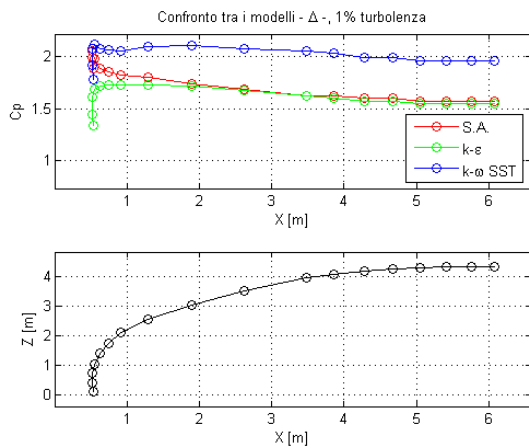 Confronto tra i modelli - Δ -, 1% turbolenza
Cp
2
1.5
1
S.A.
k-ε
k-ω SST
1 2 3 4 5 6
X [m]
Z [m]
4
3
2
1
0
1 2 3 4 5 6
X [m]